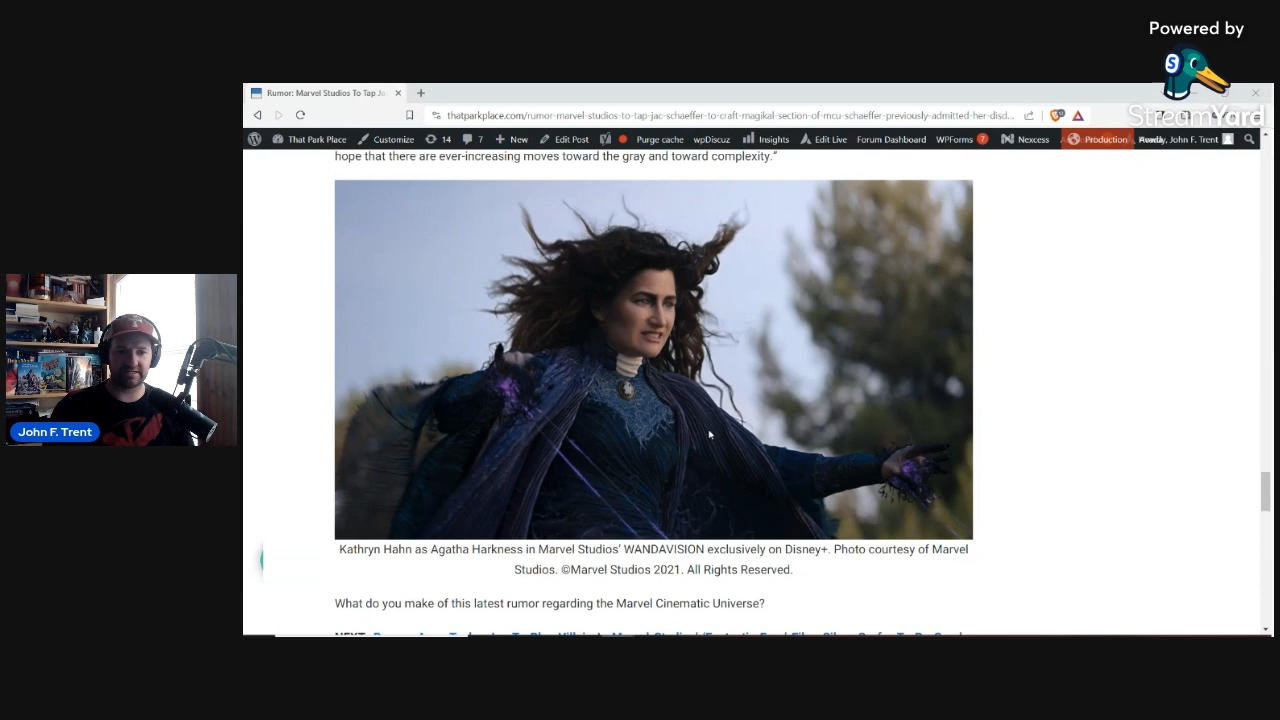 Powered by
StreamYard
Rumor: Marvel Studios To Tap Ja
thatparkplace.com/rumor-marvel-studios-to-tap-jac-schaeffer-to-craft-magikal-section-of-mcu-schaeffer-previously-admitted-her-disd...
That Park Place Customize 14 7 New Edit Post Purge cache wpDiscuz Insights Edit Live Forum Dashboard WPForms 7 Nexcess Production Howdy, John F. Trent
hope that there are ever-increasing moves toward the gray and toward complexity."
John F. Trent
Kathryn Hahn as Agatha Harkness in Marvel Studios' WANDAVISION exclusively on Disney+. Photo courtesy of Marvel
Studios. ©Marvel Studios 2021. All Rights Reserved.
What do you make of this latest rumor regarding the Marvel Cinematic Universe?